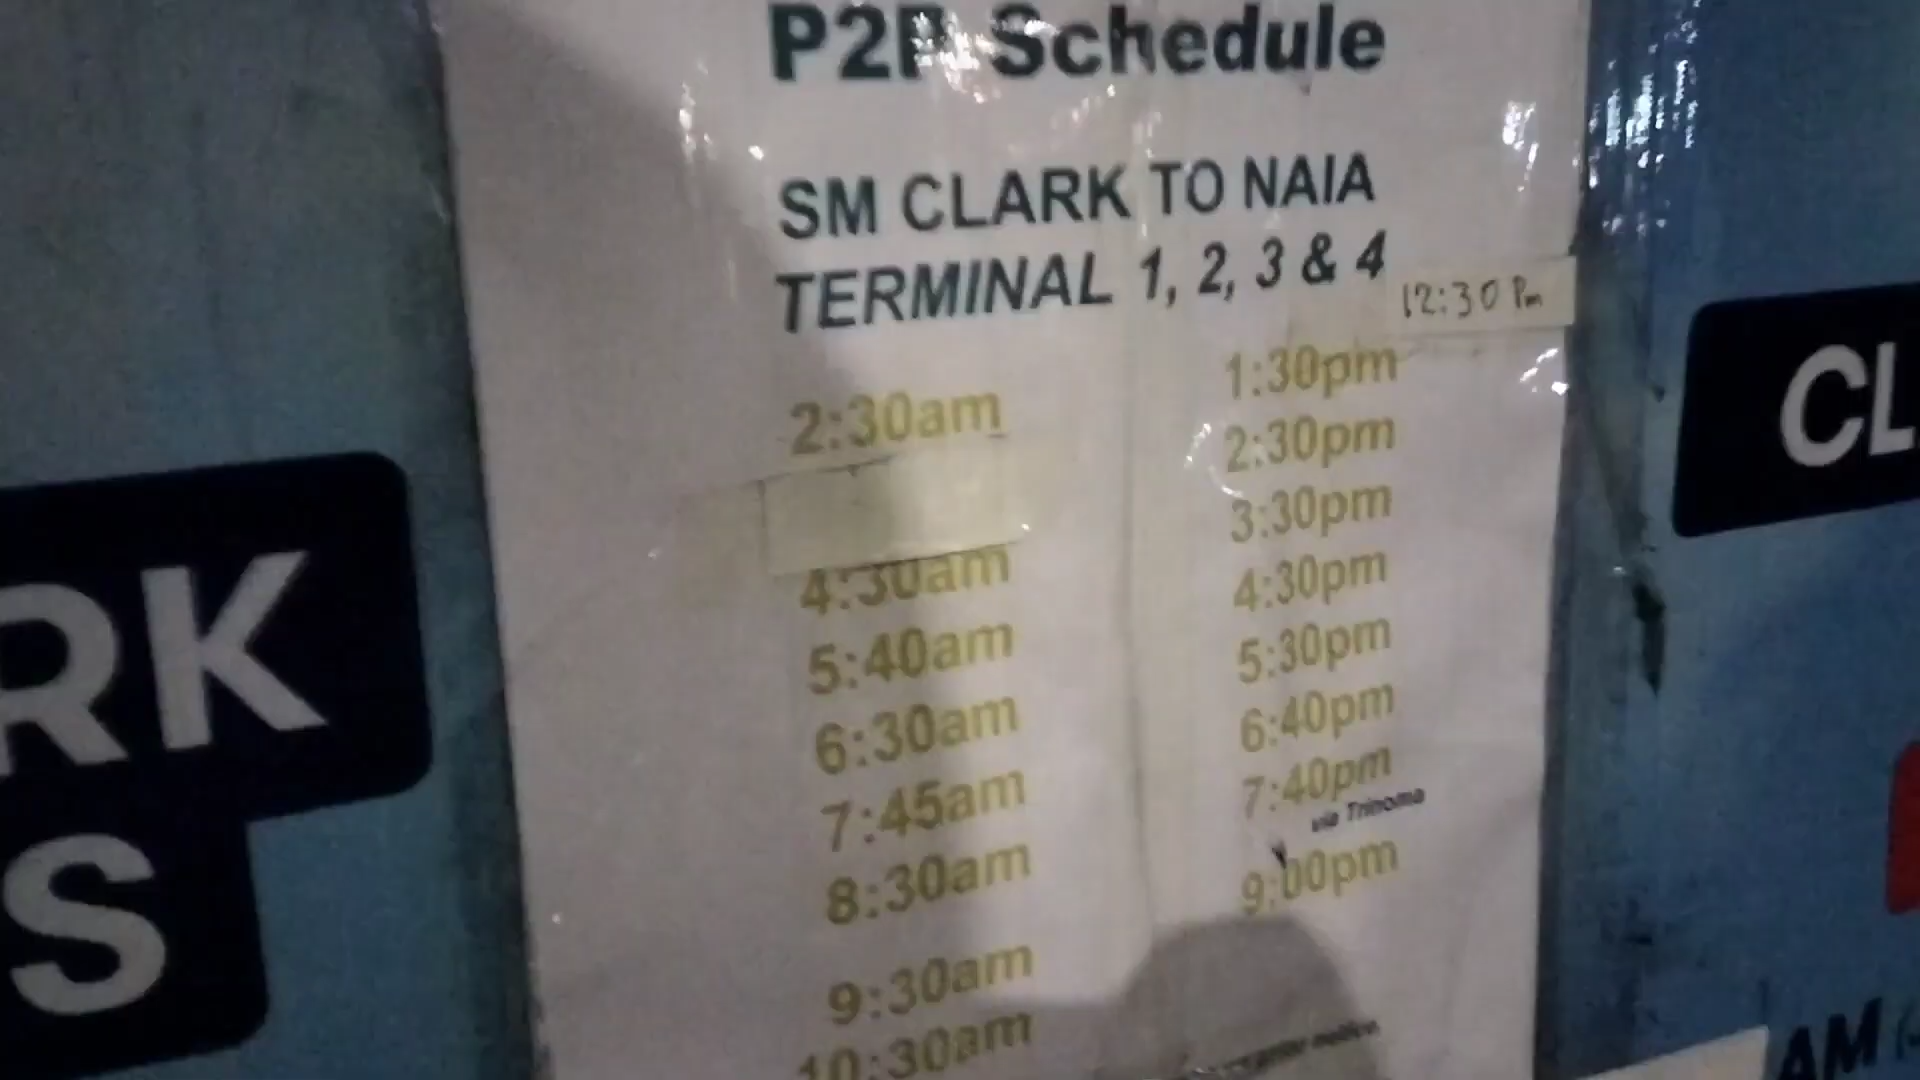 P2P Schedule
SM CLARK TO NAIA
TERMINAL 1, 2, 3 & 4
12:30 Pm
2:30am
4:30am
5:40am
6:30am
7:45am
8:30am
9:30am
10:30am
1:30pm
2:30pm
3:30pm
4:30pm
5:30pm
6:40pm
7:40pm
via Trinoma
9:00pm
RK
S
CL
AM